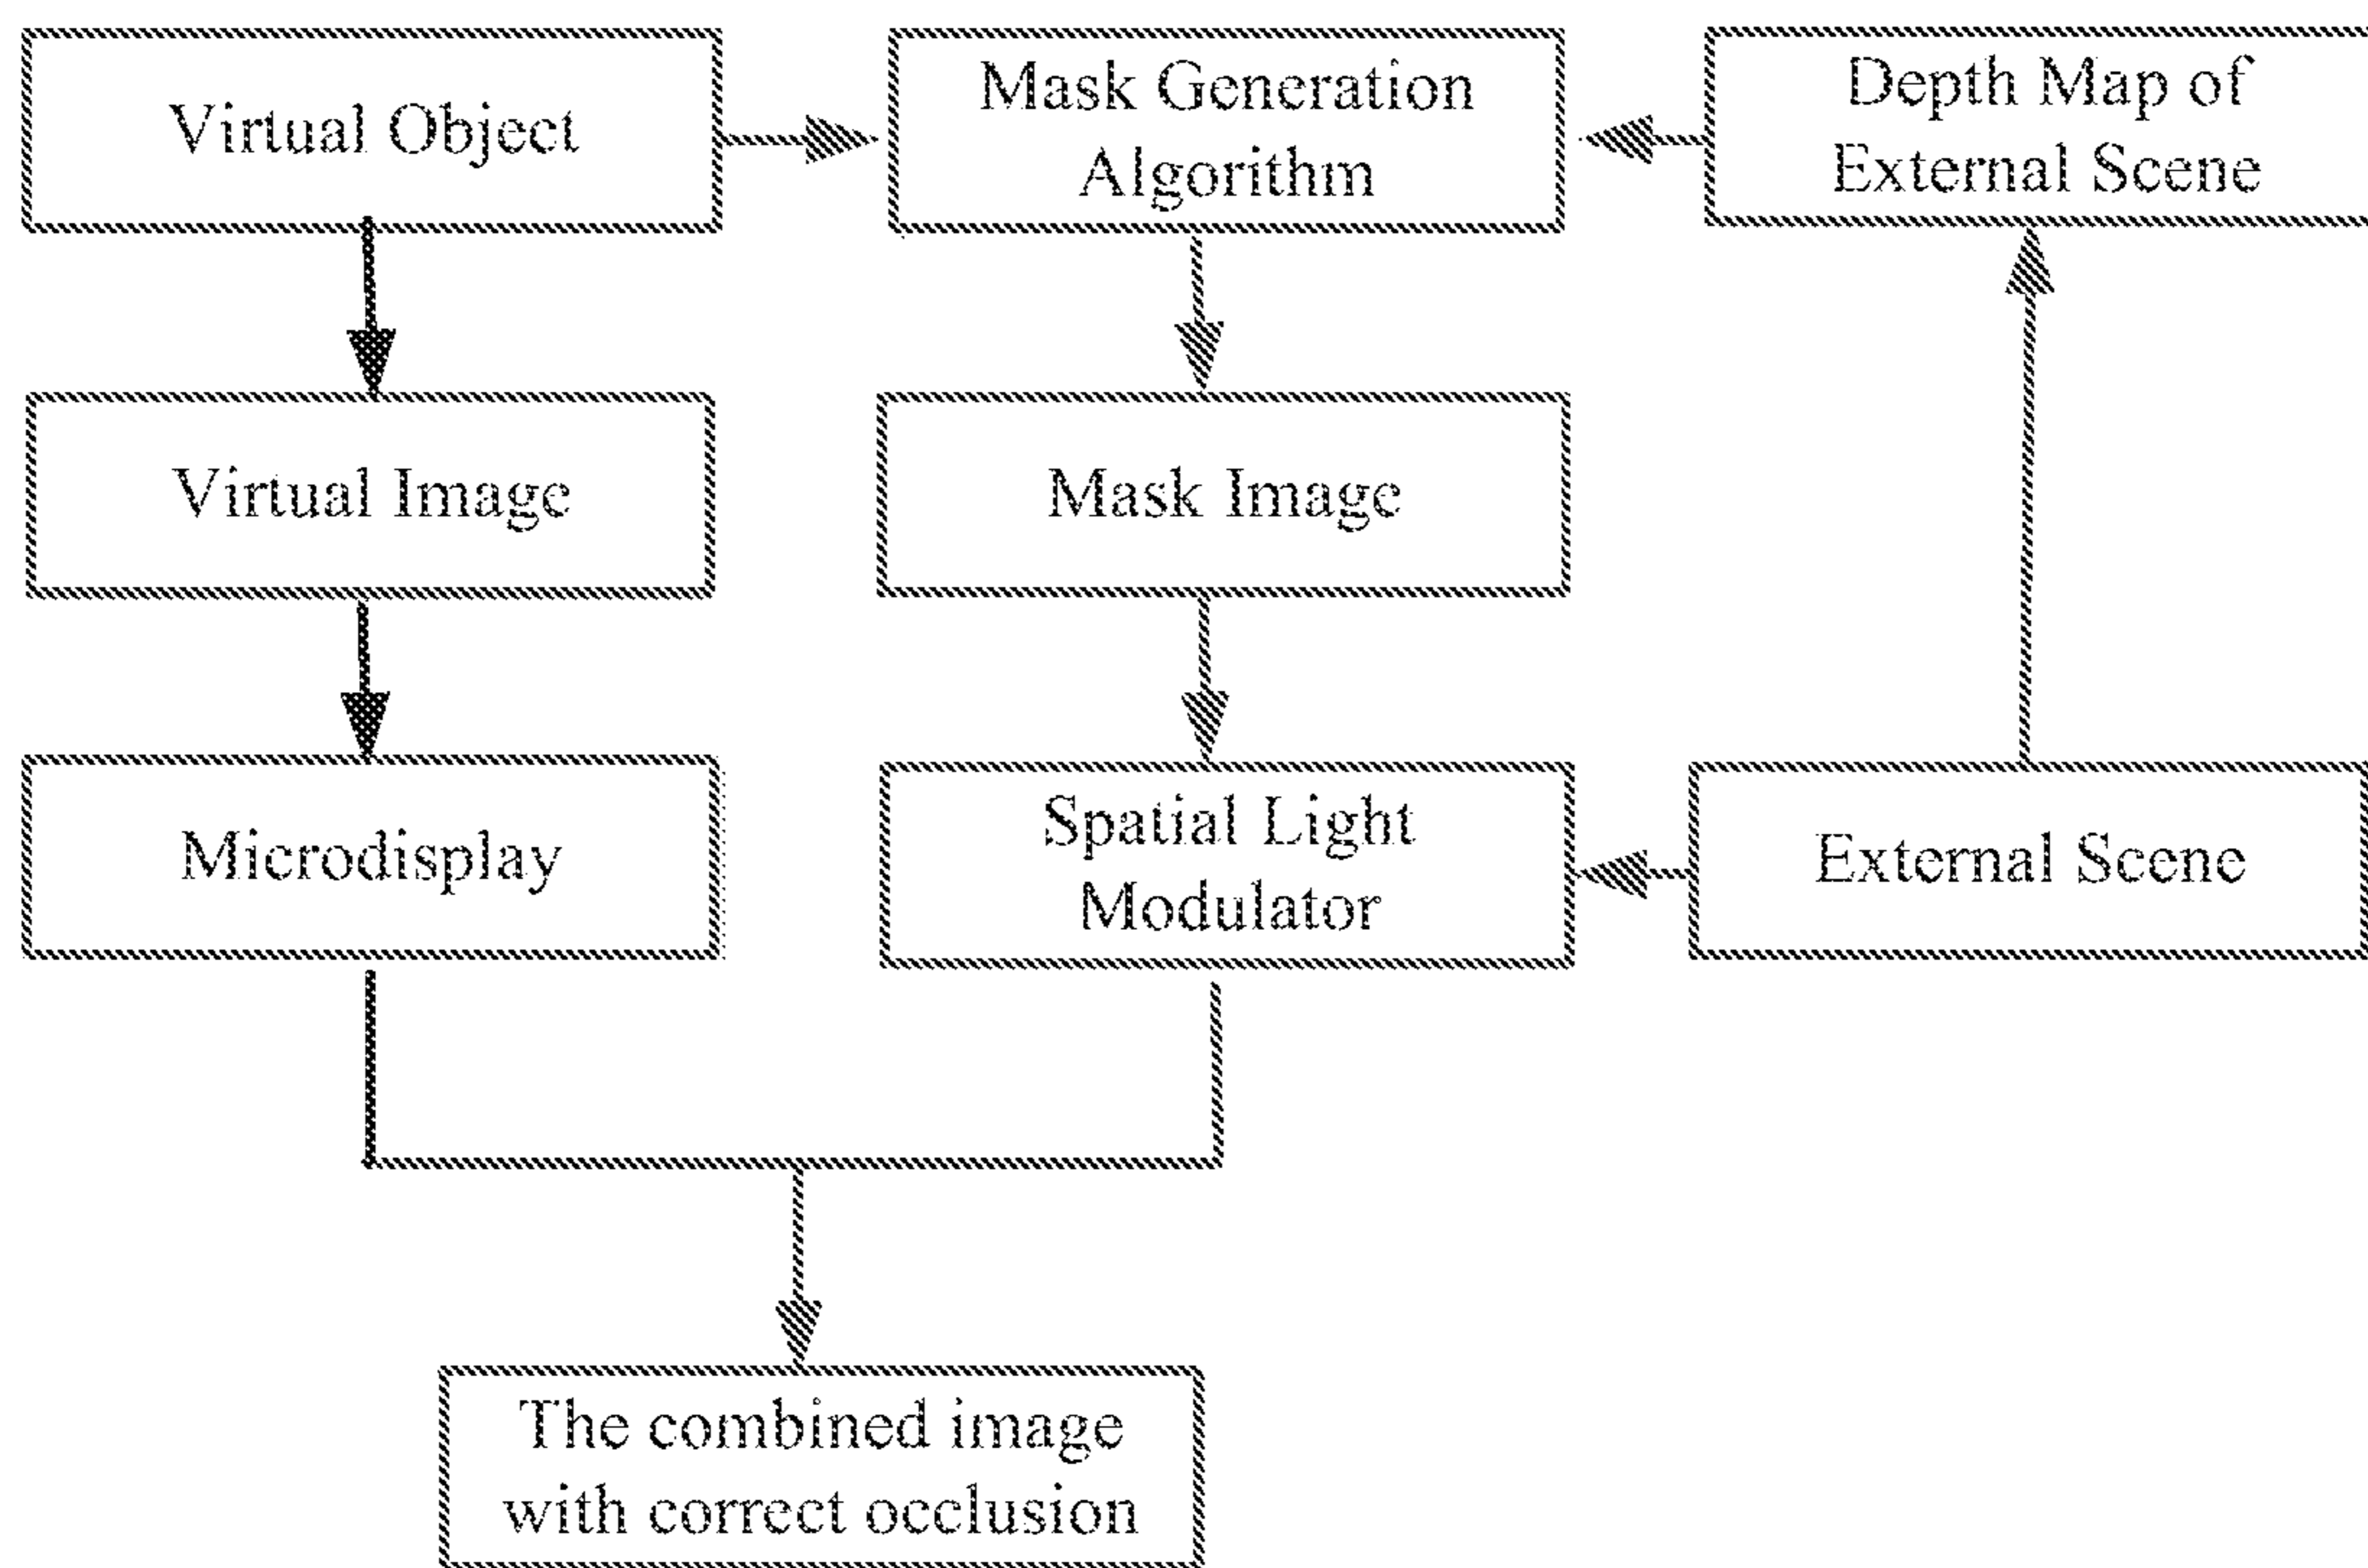 Virtual Object
Mask Generation
Algorithm
Depth Map of
External Scene
Virtual Image
Mask Image
Microdisplay
Spatial Light
Modulator
External Scene
The combined image
with correct occlusion